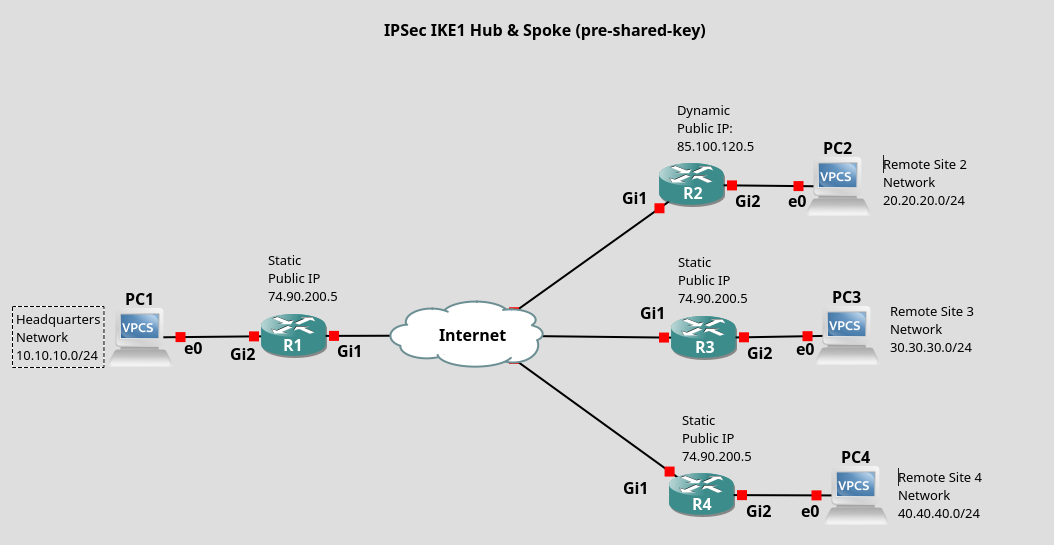 IPSec IKE1 Hub & Spoke (pre-shared-key)
Dynamic
Public IP:
85.100.120.5
PC2
VPCS
R2
Gi1
Gi2
e0
Remote Site 2
Network
20.20.20.0/24
Static
Public IP
74.90.200.5
PC1
VPCS
Headquarters
Network
10.10.10.0/24
e0
Gi2
R1
Gi1
Internet
Static
Public IP
74.90.200.5
Gi1
R3
Gi2
e0
PC3
VPCS
Remote Site 3
Network
30.30.30.0/24
Static
Public IP
74.90.200.5
Gi1
R4
Gi2
e0
PC4
VPCS
Remote Site 4
Network
40.40.40.0/24